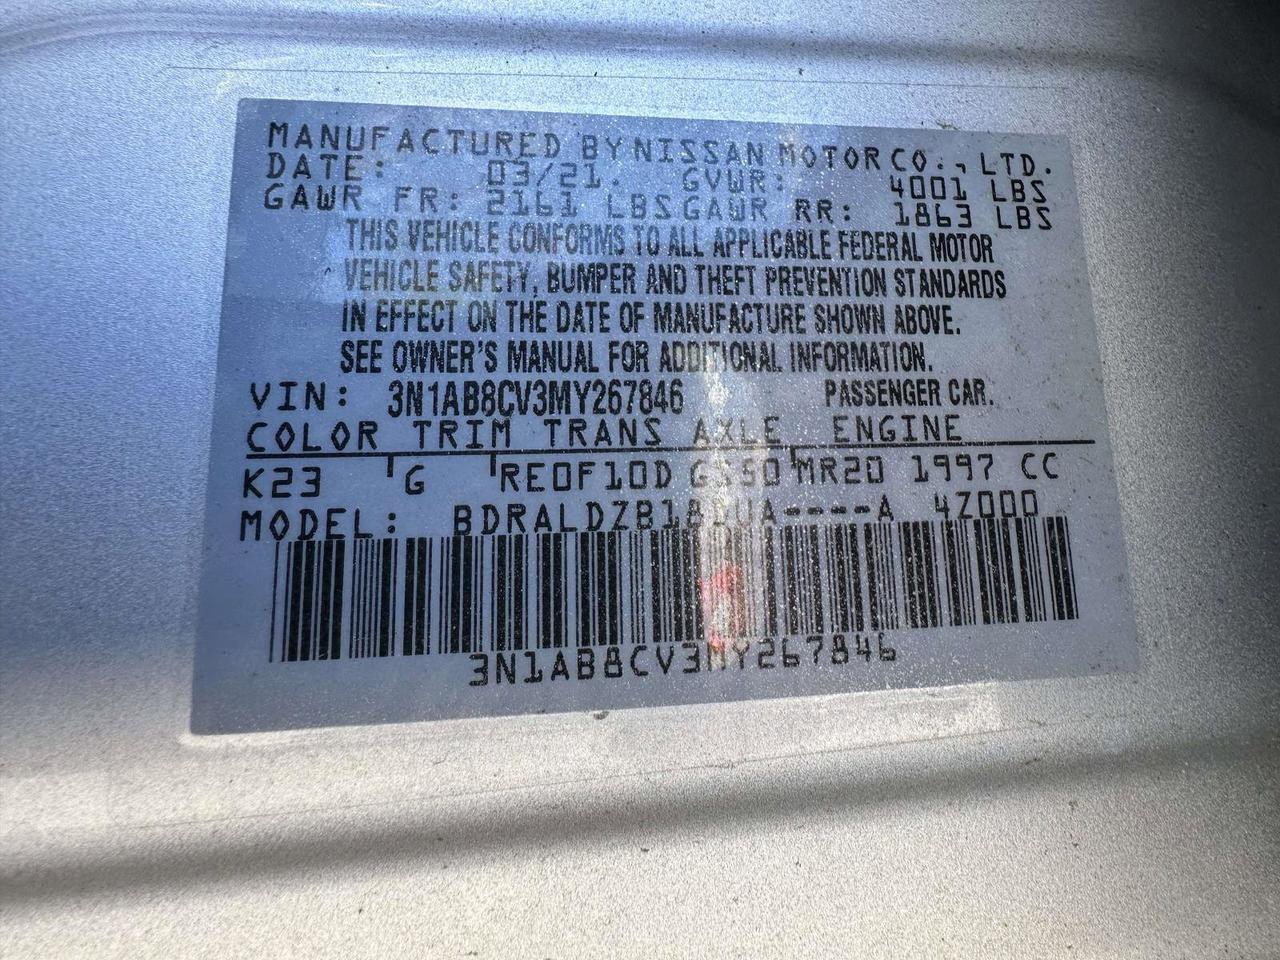 MANUFACTURED BY NISSAN MOTOR CO., LTD.
DATE: 03/21. GVWR: 4001 LBS
GAWR FR: 2161 LBS GAWR RR: 1863 LBS
THIS VEHICLE CONFORMS TO ALL APPLICABLE FEDERAL MOTOR
VEHICLE SAFETY, BUMPER AND THEFT PREVENTION STANDARDS
IN EFFECT ON THE DATE OF MANUFACTURE SHOWN ABOVE.
SEE OWNER'S MANUAL FOR ADDITIONAL INFORMATION.
VIN: 3N1AB8CV3MY267846 PASSENGER CAR.
COLOR TRIM TRANS AXLE ENGINE
K23 G RE0F10D MR20 1997 CC
MODEL: 4Z000
3N1AB8CV3MY267846